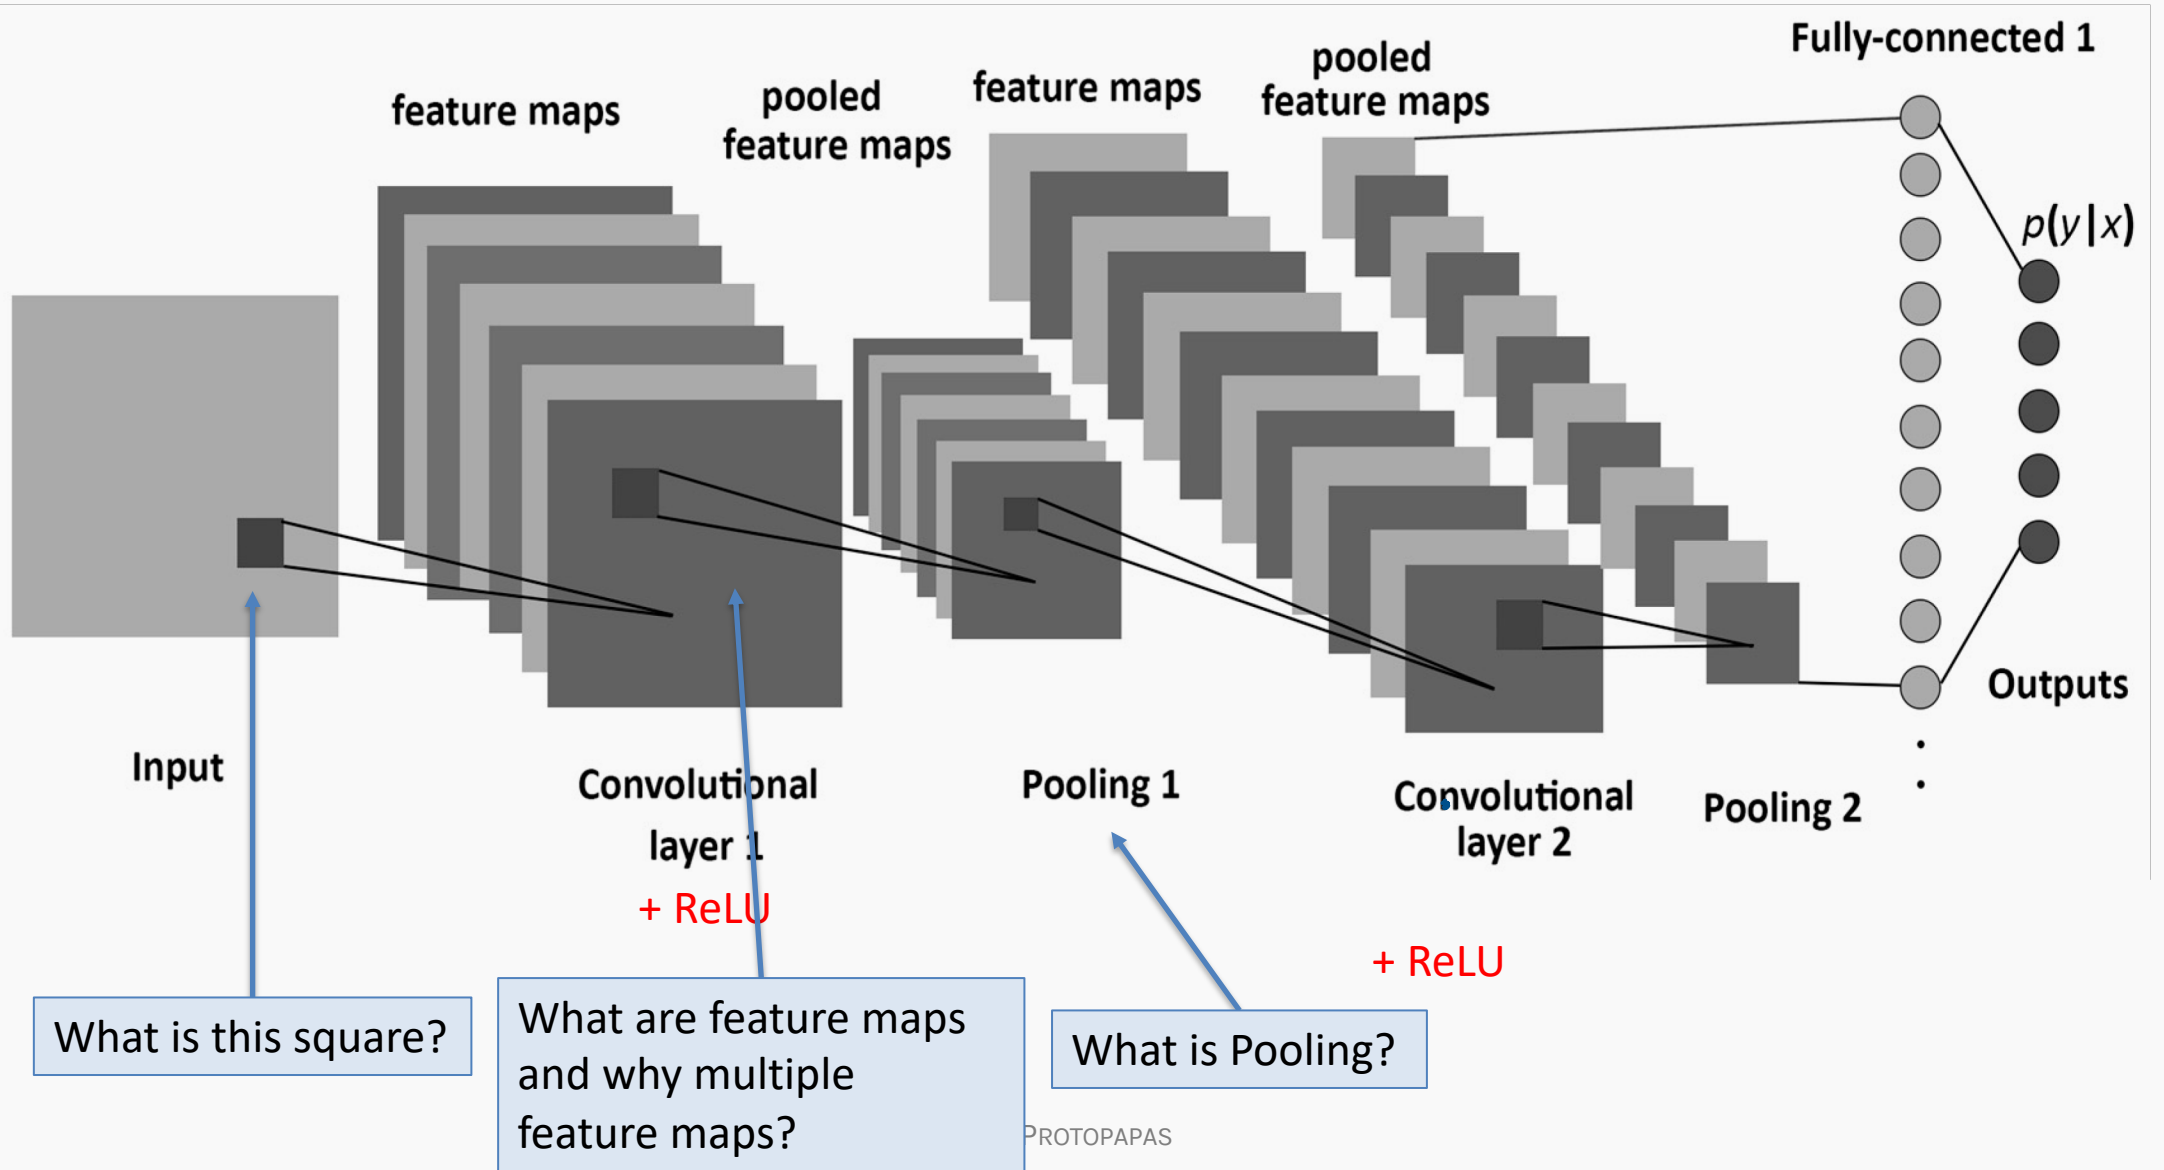 Fully-connected 1
pooled
feature maps
feature maps
pooled
feature maps
feature maps
p(y|x)
Outputs
Input
Convolutional
layer 1
Pooling 1
Convolutional
layer 2
Pooling 2
+ ReLU
+ ReLU
What is this square?
What are feature maps
and why multiple
feature maps?
What is Pooling?
PROTOPAPAS